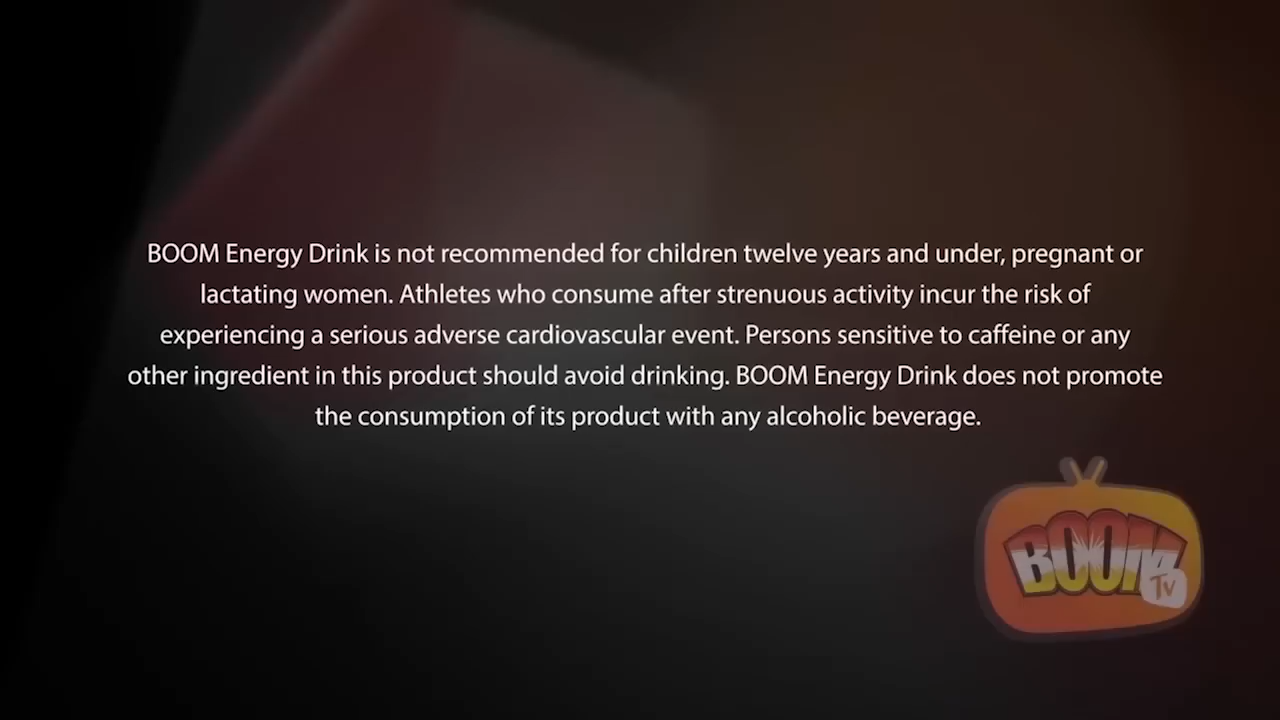 BOOM Energy Drink is not recommended for children twelve years and under, pregnant or
lactating women. Athletes who consume after strenuous activity incur the risk of
experiencing a serious adverse cardiovascular event. Persons sensitive to caffeine or any
other ingredient in this product should avoid drinking. BOOM Energy Drink does not promote
the consumption of its product with any alcoholic beverage.
BOOM
TV